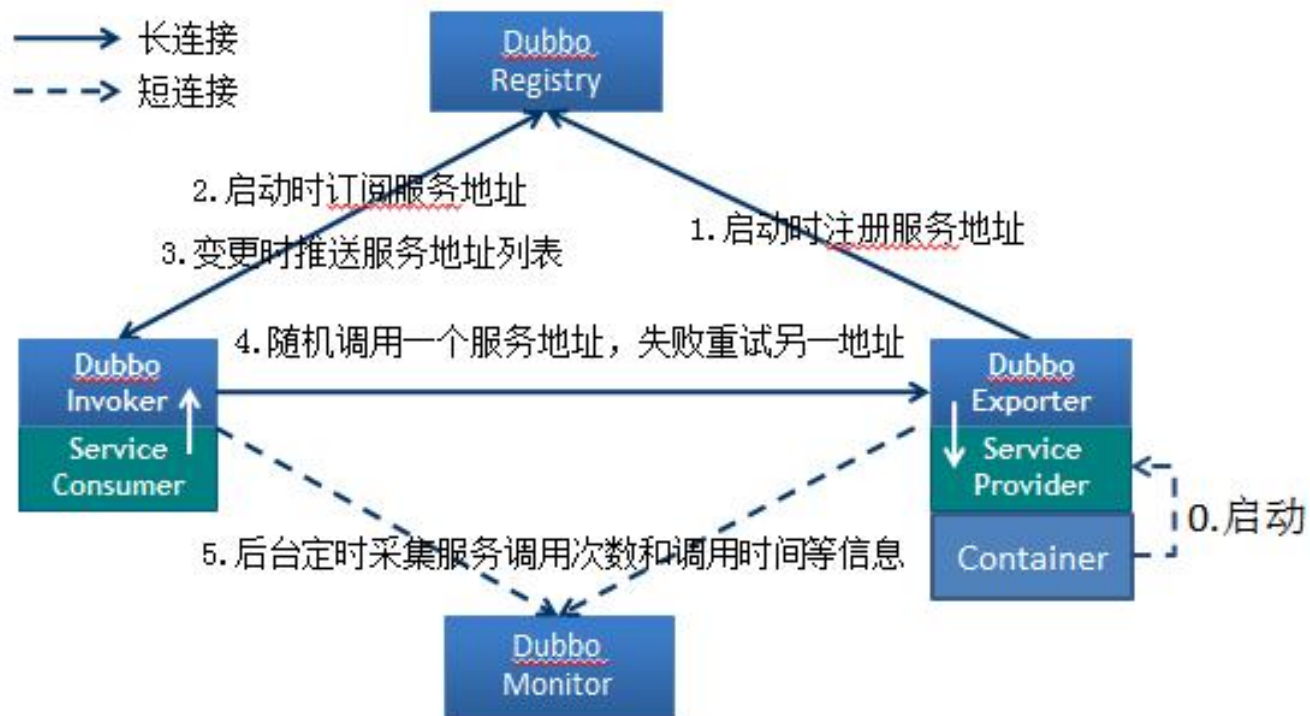 长连接
短连接
Dubbo
Registry
2.启动时订阅服务地址
1.启动时注册服务地址
3.变更时推送服务地址列表
4.随机调用一个服务地址，失败重试另一地址
Dubbo
Invoker
Service
Consumer
Dubbo
Exporter
Service
Provider
0.启动
Container
5.后台定时采集服务调用次数和调用时间等信息
Dubbo
Monitor